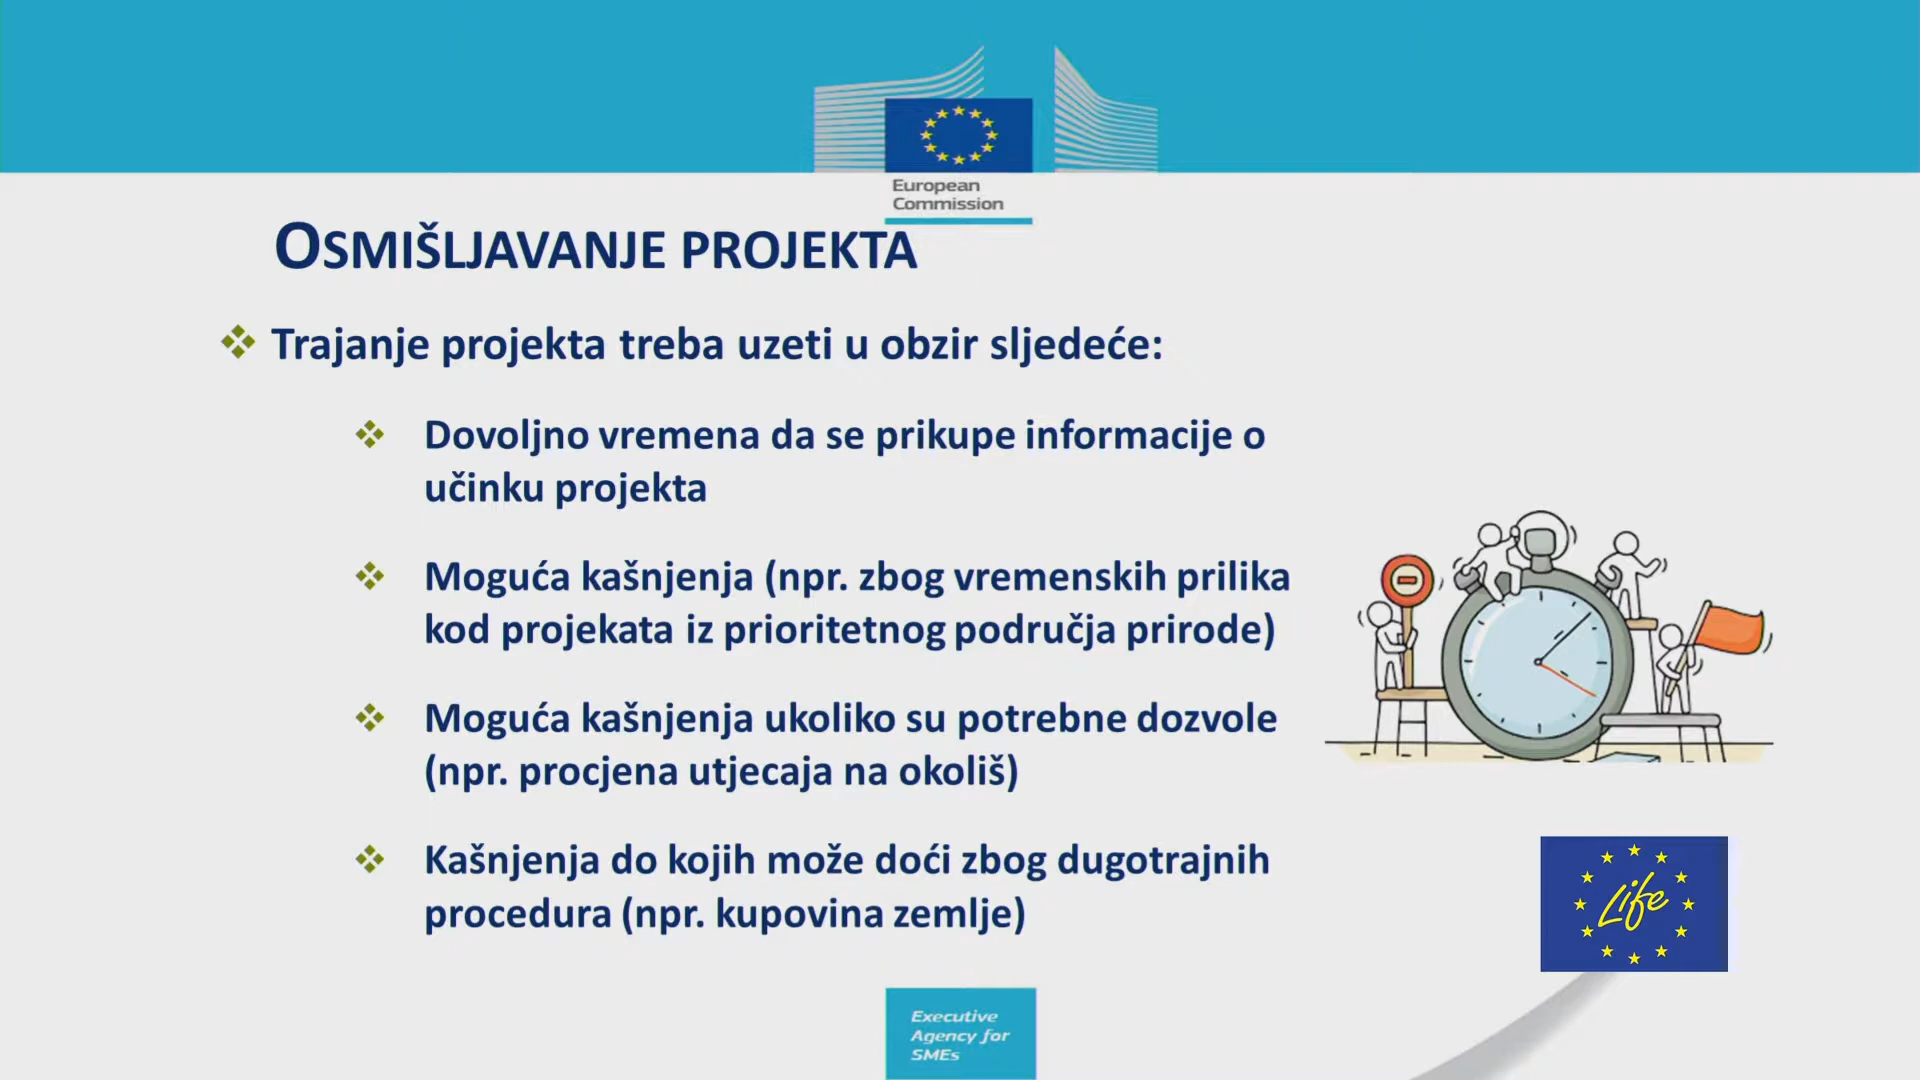 European
Commission
OSMIŠLJAVANJE PROJEKTA
Trajanje projekta treba uzeti u obzir sljedeće:
Dovoljno vremena da se prikupe informacije o
učinku projekta
Moguća kašnjenja (npr. zbog vremenskih prilika
kod projekata iz prioritetnog područja prirode)
Moguća kašnjenja ukoliko su potrebne dozvole
(npr. procjena utjecaja na okoliš)
Kašnjenja do kojih može doći zbog dugotrajnih
procedura (npr. kupovina zemlje)
Life
Executive
Agency for
SMEs